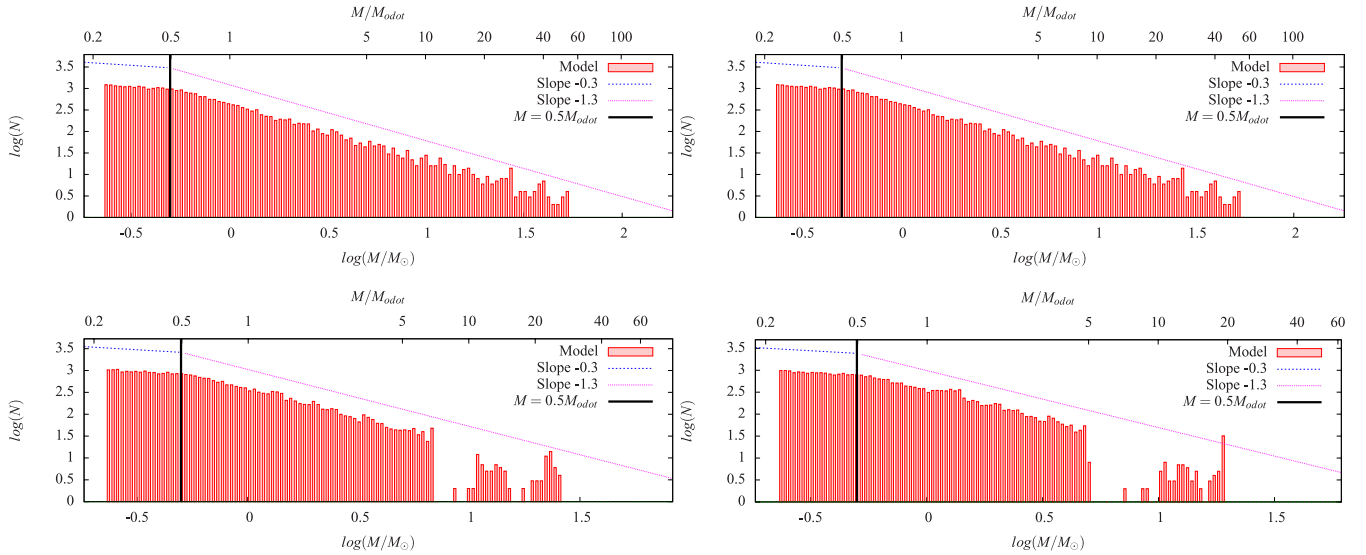 M/M_odot
0.2 0.5 1 5 10 20 40 60 100
3.5
3
2.5
2
1.5
1
0.5
0
log(N)
Model
Slope -0.3
Slope -1.3
M = 0.5M_odot
-0.5 0 0.5 1 1.5 2
log(M/M_⊙)
M/M_odot
0.2 0.5 1 5 10 20 40 60 100
3.5
3
2.5
2
1.5
1
0.5
0
log(N)
Model
Slope -0.3
Slope -1.3
M = 0.5M_odot
-0.5 0 0.5 1 1.5 2
log(M/M_⊙)
M/M_odot
0.2 0.5 1 5 10 20 40 60
3.5
3
2.5
2
1.5
1
0.5
0
log(N)
Model
Slope -0.3
Slope -1.3
M = 0.5M_odot
-0.5 0 0.5 1 1.5
log(M/M_⊙)
M/M_odot
0.2 0.5 1 5 10 20 40 60
3.5
3
2.5
2
1.5
1
0.5
0
log(N)
Model
Slope -0.3
Slope -1.3
M = 0.5M_odot
-0.5 0 0.5 1 1.5
log(M/M_⊙)